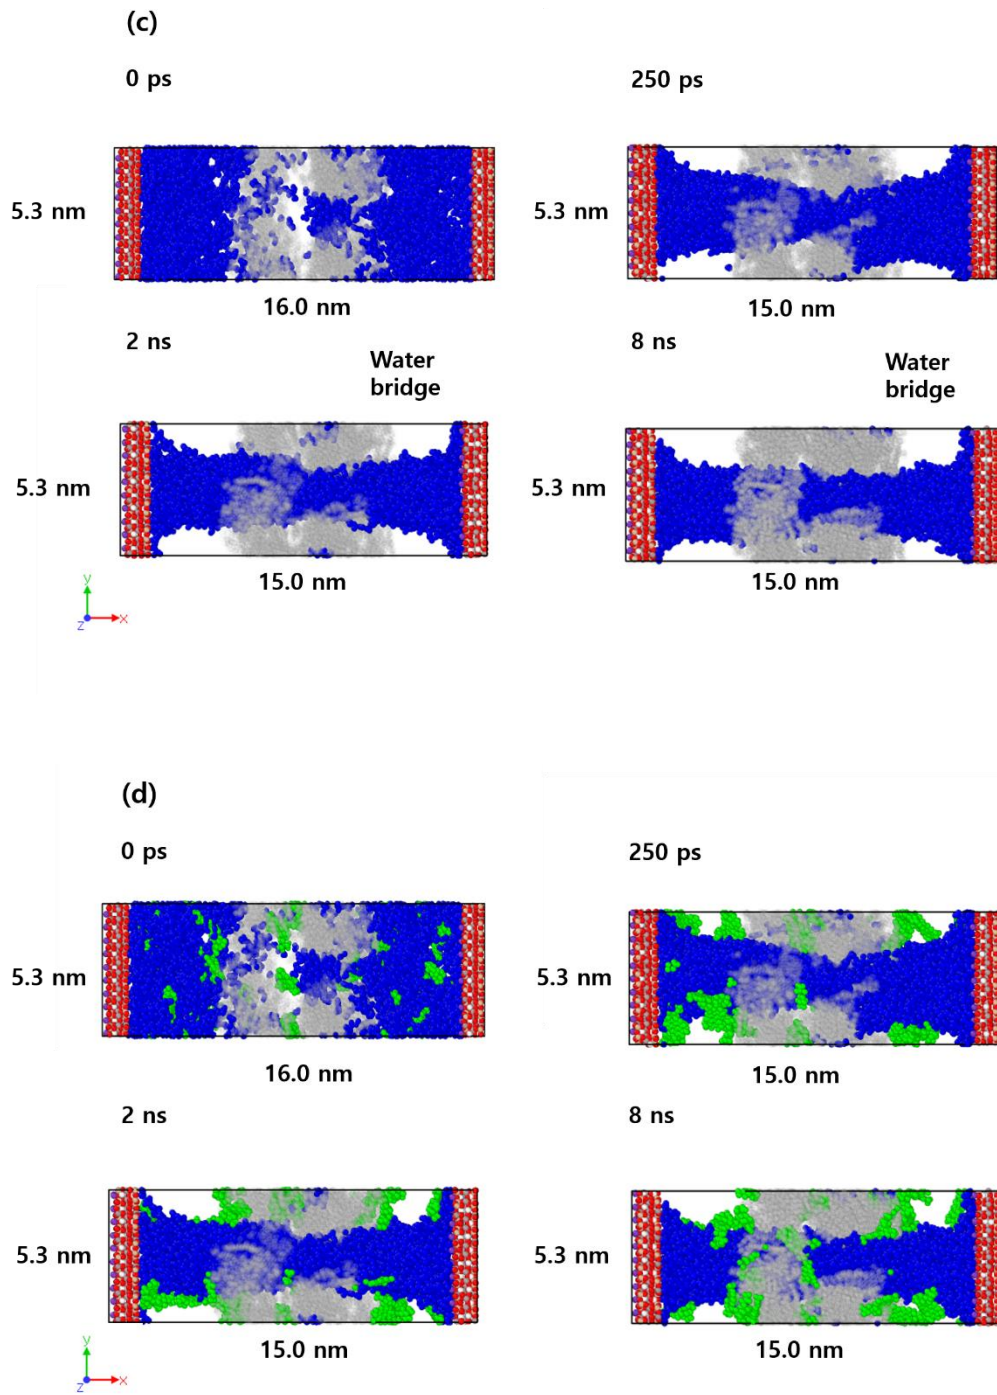 (c)
0 ps
250 ps
5.3 nm
5.3 nm
16.0 nm
15.0 nm
2 ns
8 ns
Water
bridge
Water
bridge
5.3 nm
5.3 nm
15.0 nm
15.0 nm
y
z
x
(d)
0 ps
250 ps
5.3 nm
5.3 nm
16.0 nm
15.0 nm
2 ns
8 ns
5.3 nm
5.3 nm
15.0 nm
15.0 nm
y
z
x